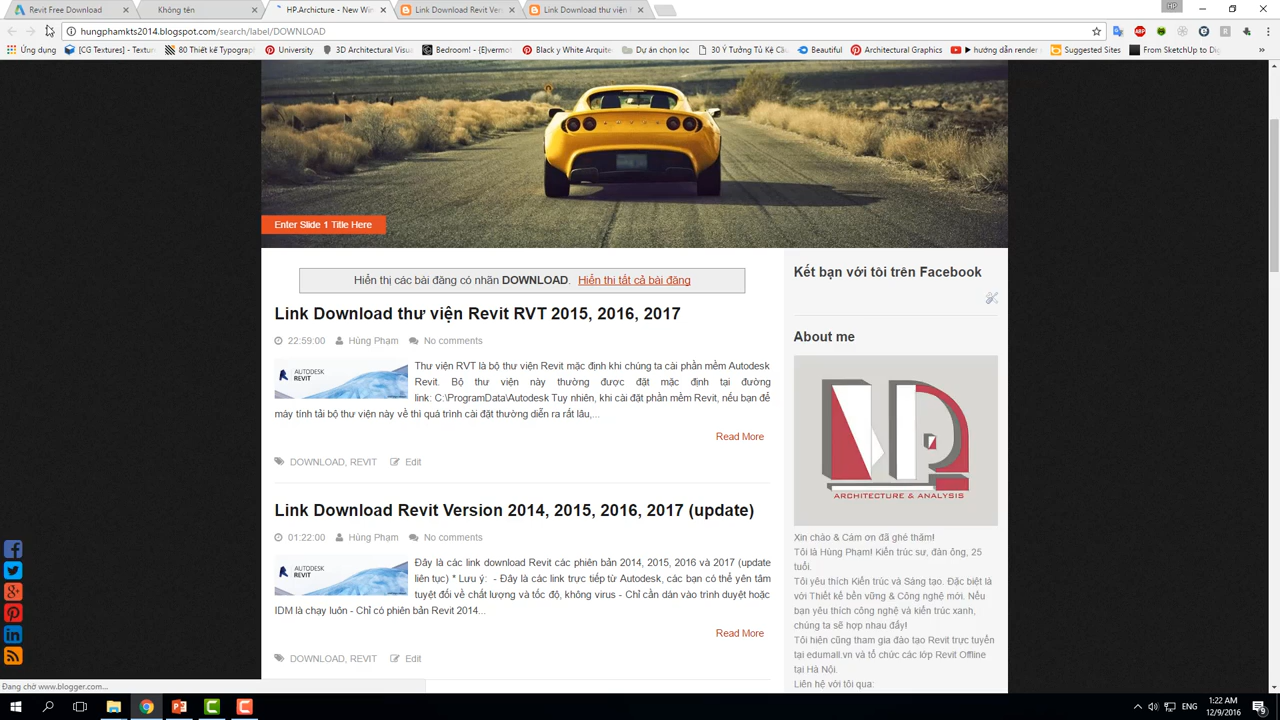 Revit Free Download
Không tên
HP.Archicture - New Win
Link Download Revit Ver
Link Download thư viện
HP
hungphamkts2014.blogspot.com/search/label/DOWNLOAD
Ứng dụng
[CG Textures] - Textu
80 Thiết kế Typograp
University
3D Architectural Visu
Bedroom! - [Evermot
Black y White Arquite
Dự án chọn lọc
30 Ý Tưởng Tủ Kệ
Beautiful
Architectural Graphics
hướng dẫn render
Suggested Sites
From SketchUp to Di
Enter Slide 1 Title Here
Hiển thị các bài đăng có nhãn DOWNLOAD. Hiển thị tất cả bài đăng
Link Download thư viện Revit RVT 2015, 2016, 2017
22:59:00 Hùng Phạm No comments
AUTODESK
REVIT
Thư viện RVT là bộ thư viện Revit mặc định khi chúng ta cài phần mềm Autodesk
Revit. Bộ thư viện này thường được đặt mặc định tại đường
link: C:\ProgramData\Autodesk Tuy nhiên, khi cài đặt phần mềm Revit, nếu bạn để
máy tính tải bộ thư viện này về thì quá trình cài đặt thường diễn ra rất lâu,...
Read More
DOWNLOAD, REVIT Edit
Link Download Revit Version 2014, 2015, 2016, 2017 (update)
01:22:00 Hùng Phạm No comments
AUTODESK
REVIT
Đây là các link download Revit các phiên bản 2014, 2015, 2016 và 2017 (update
liên tục) * Lưu ý: - Đây là các link trực tiếp từ Autodesk, các bạn có thể yên tâm
tuyệt đối về chất lượng và tốc độ, không virus - Chỉ cần dán vào trình duyệt hoặc
IDM là chạy luôn - Chỉ có phiên bản Revit 2014...
Read More
DOWNLOAD, REVIT Edit
Kết bạn với tôi trên Facebook
About me
ARCHITECTURE & ANALYSIS
Xin chào & Cám ơn đã ghé thăm!
Tôi là Hùng Phạm! Kiến trúc sư, đàn ông, 25
tuổi.
Tôi yêu thích Kiến trúc và Sáng tạo. Đặc biệt là
với Thiết kế bền vững & Công nghệ mới. Nếu
bạn yêu thích công nghệ và kiến trúc xanh,
chúng ta sẽ hợp nhau đấy!
Tôi hiện cũng tham gia đào tạo Revit trực tuyến
tại edumall.vn và tổ chức các lớp Revit Offline
tại Hà Nội.
Liên hệ với tôi qua:
Đang chờ www.blogger.com...
ENG
1:22 AM
12/9/2016